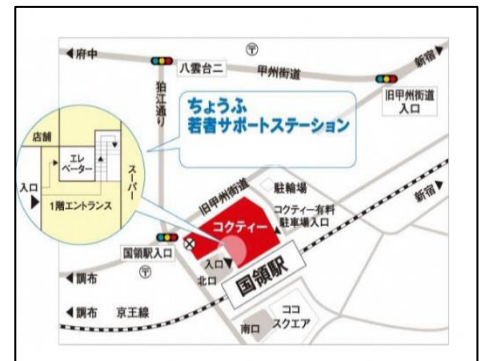 ◀府中
〒
八雲台二
甲州街道
新宿▶
旧甲州街道
入口
狛江通り
ちょうふ
若者サポートステーション
店舗
エレ
ベーター
スーパー
入口
▶
1階エントランス
旧甲州街道
駐輪場
コクティー有料
駐車場入口
新宿▶
コクティー
国領駅入口
〒
入口▼
北口
国領駅
◀調布
◀調布 京王線
南口
ココ
スクエア